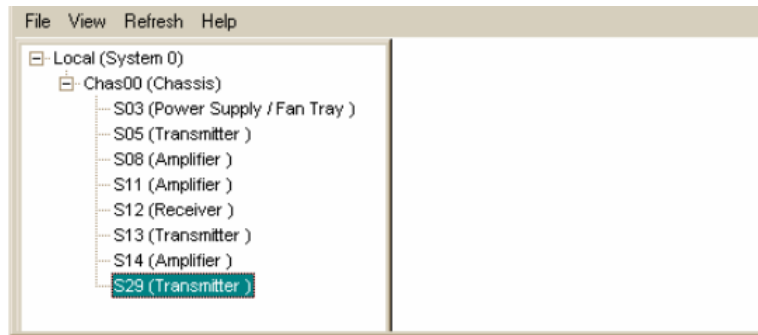 File View Refresh Help
Local (System 0)
Chas00 (Chassis)
S03 (Power Supply / Fan Tray )
S05 (Transmitter )
S08 (Amplifier )
S11 (Amplifier )
S12 (Receiver )
S13 (Transmitter )
S14 (Amplifier )
S29 (Transmitter )